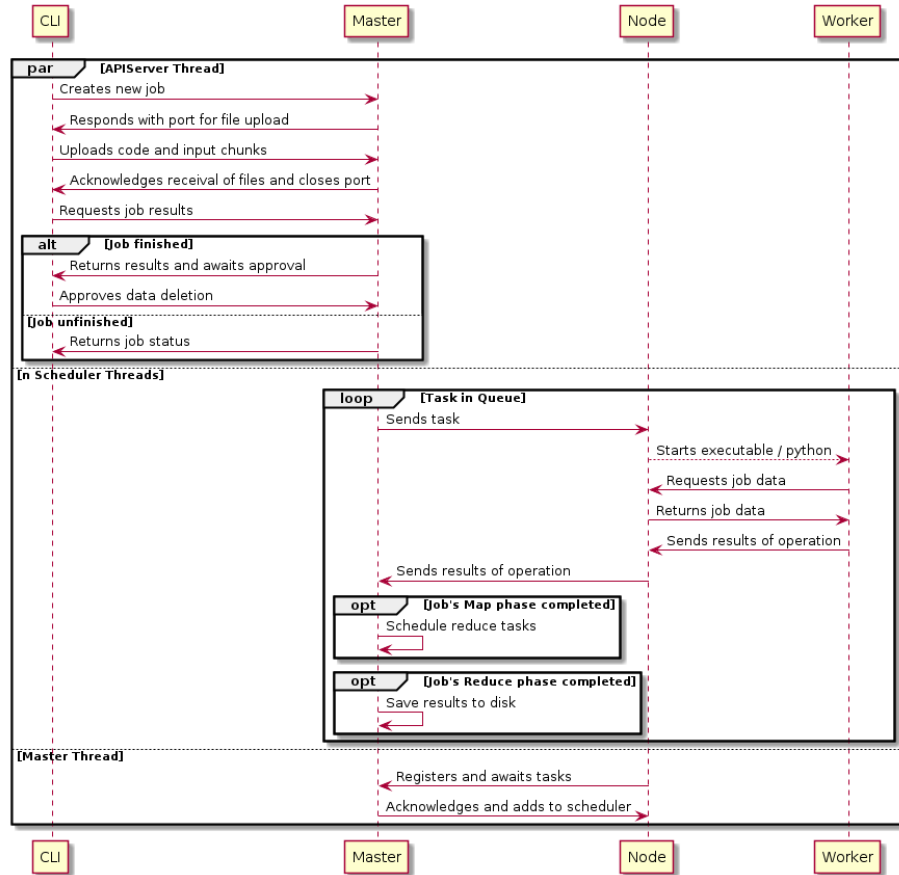 CLI Master Node Worker
par [APIServer Thread]
Creates new job
Responds with port for file upload
Uploads code and input chunks
Acknowledges receival of files and closes port
Requests job results
alt [Job finished]
Returns results and awaits approval
Approves data deletion
[Job unfinished]
Returns job status
[n Scheduler Threads]
loop [Task in Queue]
Sends task
Starts executable / python
Requests job data
Returns job data
Sends results of operation
Sends results of operation
opt [Job's Map phase completed]
Schedule reduce tasks
opt [Job's Reduce phase completed]
Save results to disk
[Master Thread]
Registers and awaits tasks
Acknowledges and adds to scheduler
CLI Master Node Worker